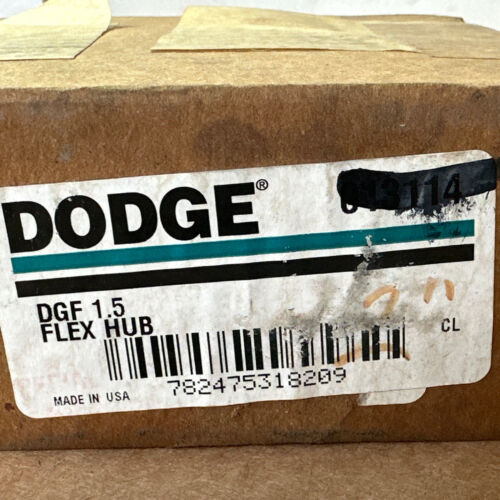 DODGE®
DGF 1.5
FLEX HUB
CL
782475318209
MADE IN USA